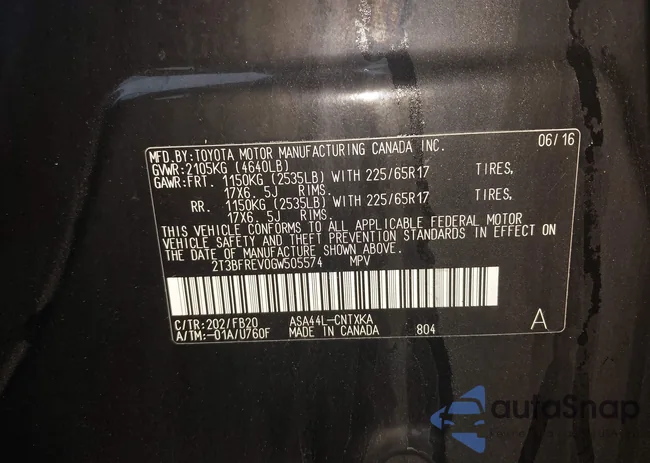 MFD.BY:TOYOTA MOTOR MANUFACTURING CANADA INC. 06/16
GVWR:2105KG (4640LB)
GAWR:FRT. 1150KG (2535LB) WITH 225/65R17 TIRES,
17X6. 5J RIMS.
RR. 1150KG (2535LB) WITH 225/65R17 TIRES,
17X6. 5J RIMS.
THIS VEHICLE CONFORMS TO ALL APPLICABLE FEDERAL MOTOR
VEHICLE SAFETY AND THEFT PREVENTION STANDARDS IN EFFECT ON
THE DATE OF MANUFACTURE SHOWN ABOVE.
2T3BFREV0GW505574 MPV
C/TR:202/FB20 ASA44L-CNTXKA
A/TM:-01A/U760F MADE IN CANADA 804 A
autoSnap